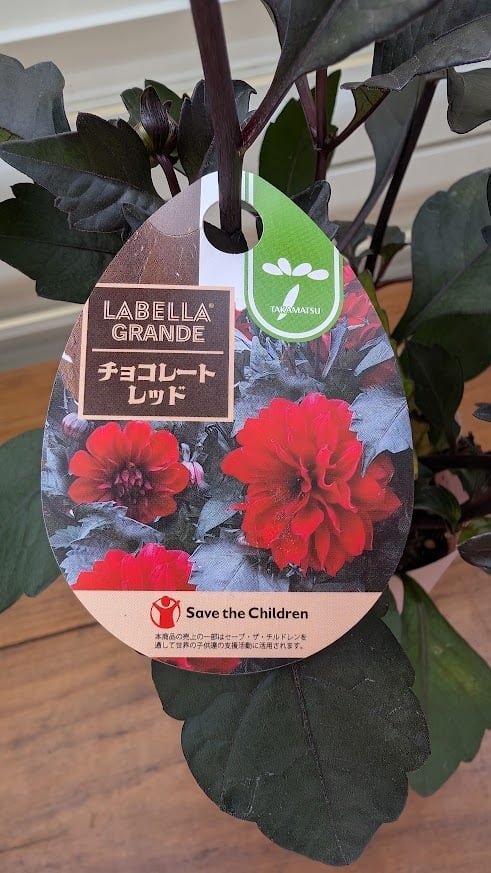 TAKAMATSU
LABELLA®
GRANDE
チョコレート
レッド
Save the Children
本商品の売上の一部はセーブ・ザ・チルドレンを
通して世界の子供達の支援活動に活用されます。